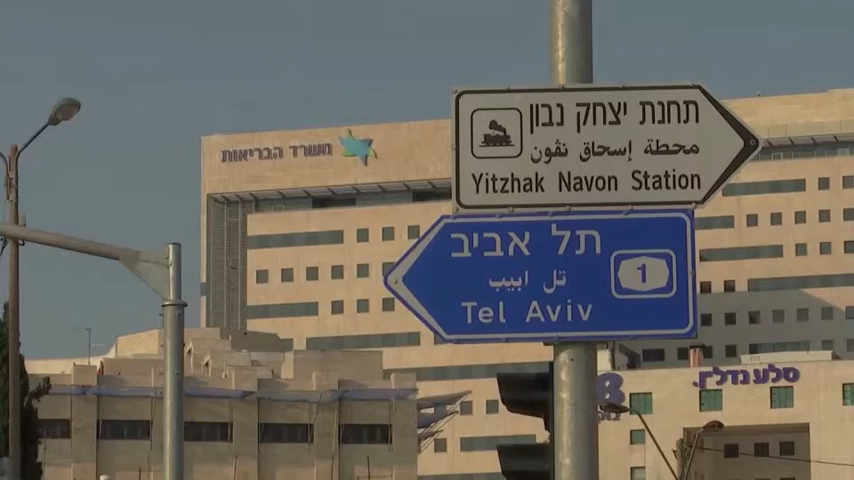 תחנת יצחק נבון
محطة إسحاق نڤون
Yitzhak Navon Station
משרד הבריאות
תל אביב
تل ابيب
Tel Aviv
1
סלע נדל"ן